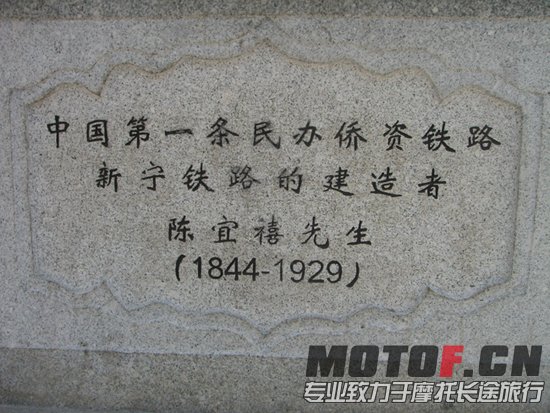 中国第一条民办侨资铁路
新宁铁路的建造者
陈宜禧先生
(1844-1929)
MOTOF.CN
专业致力于摩托长途旅行